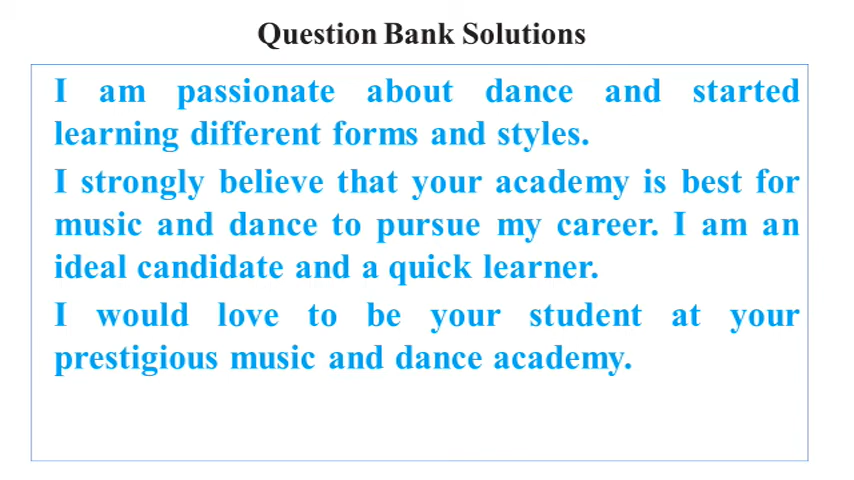 Question Bank Solutions
I am passionate about dance and started
learning different forms and styles.
I strongly believe that your academy is best for
music and dance to pursue my career. I am an
ideal candidate and a quick learner.
I would love to be your student at your
prestigious music and dance academy.